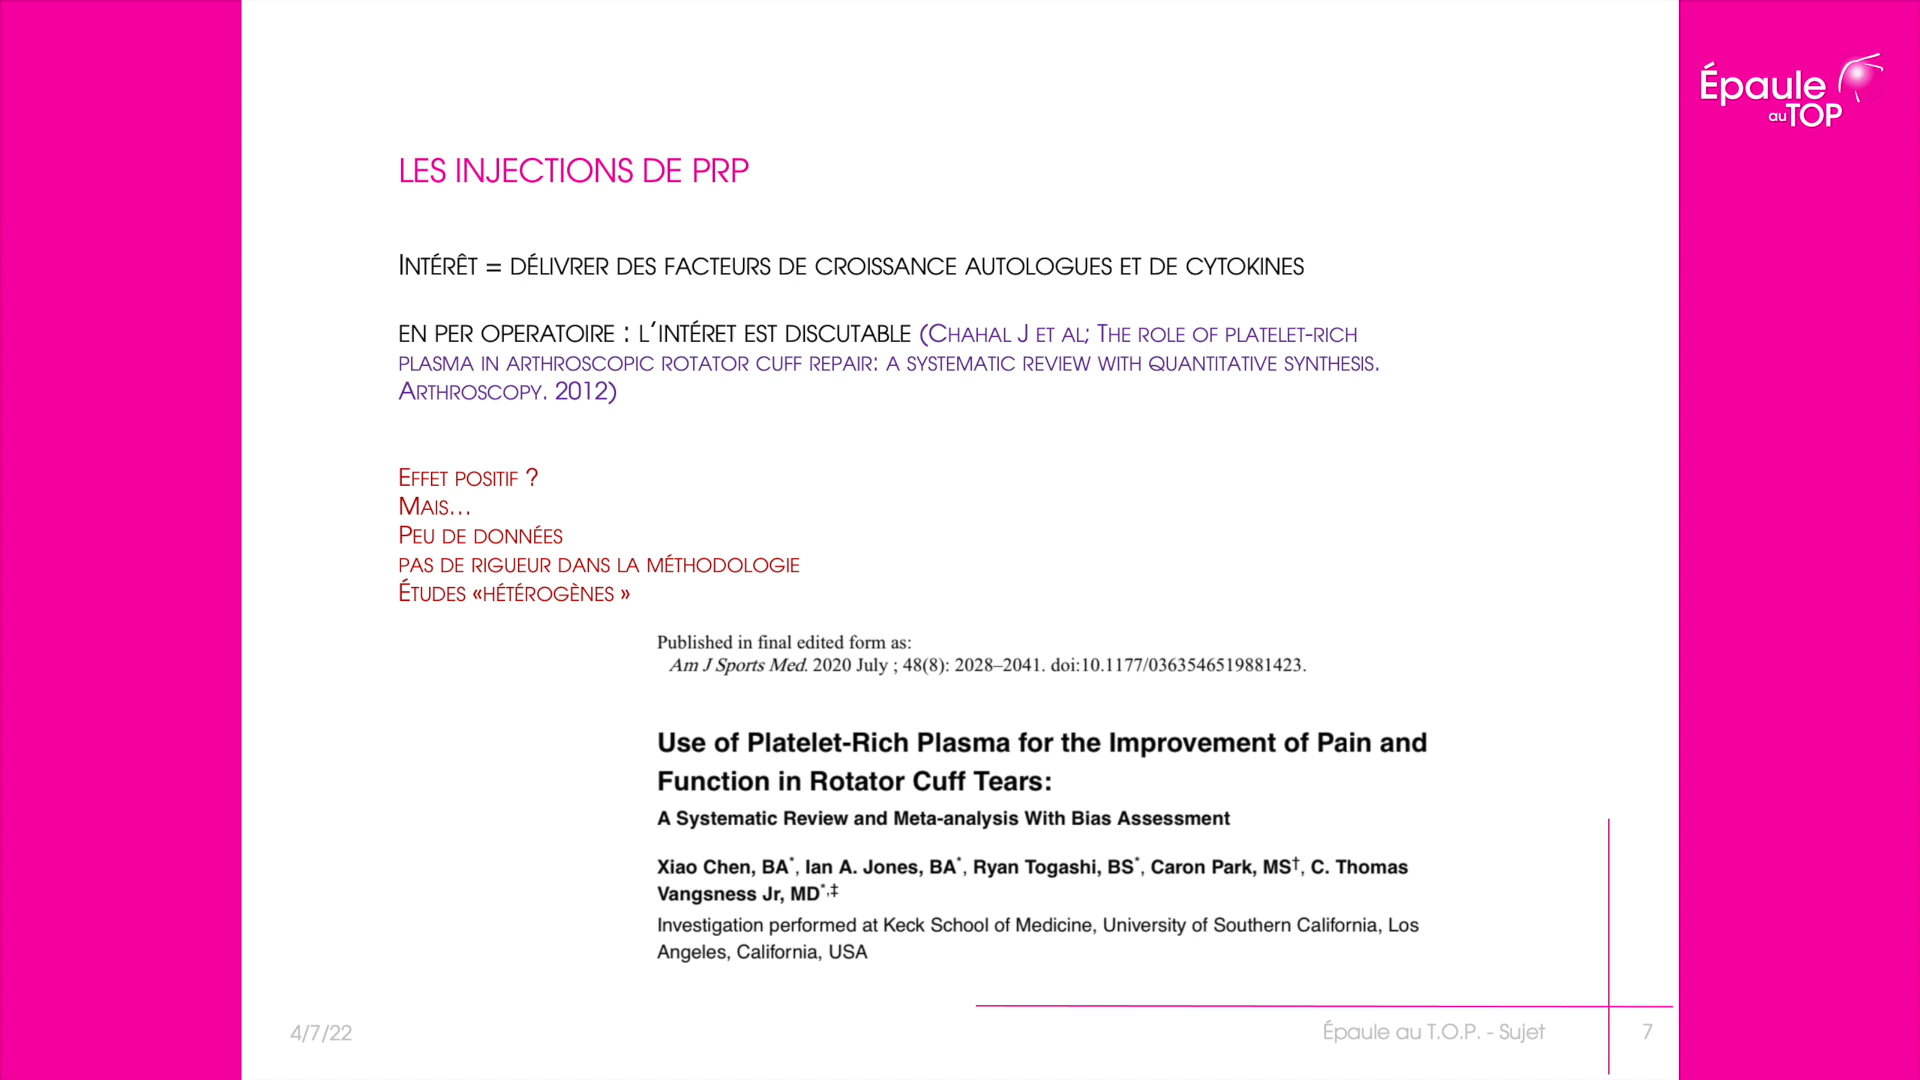 Épaule
au TOP
LES INJECTIONS DE PRP
INTÉRÊT = DÉLIVRER DES FACTEURS DE CROISSANCE AUTOLOGUES ET DE CYTOKINES
EN PER OPERATOIRE : L’INTÉRET EST DISCUTABLE (CHAHAL J ET AL; THE ROLE OF PLATELET-RICH
PLASMA IN ARTHROSCOPIC ROTATOR CUFF REPAIR: A SYSTEMATIC REVIEW WITH QUANTITATIVE SYNTHESIS.
ARTHROSCOPY. 2012)
EFFET POSITIF ?
MAIS…
PEU DE DONNÉES
PAS DE RIGUEUR DANS LA MÉTHODOLOGIE
ÉTUDES «HÉTÉROGÈNES »
Published in final edited form as:
Am J Sports Med. 2020 July ; 48(8): 2028–2041. doi:10.1177/0363546519881423.
Use of Platelet-Rich Plasma for the Improvement of Pain and
Function in Rotator Cuff Tears:
A Systematic Review and Meta-analysis With Bias Assessment
Xiao Chen, BA*, Ian A. Jones, BA*, Ryan Togashi, BS*, Caron Park, MS†, C. Thomas
Vangsness Jr, MD*,‡
Investigation performed at Keck School of Medicine, University of Southern California, Los
Angeles, California, USA
4/7/22
Épaule au T.O.P. - Sujet
7